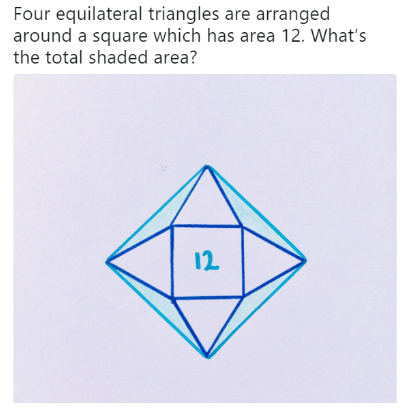 Four equilateral triangles are arranged
around a square which has area 12. What's
the total shaded area?
12